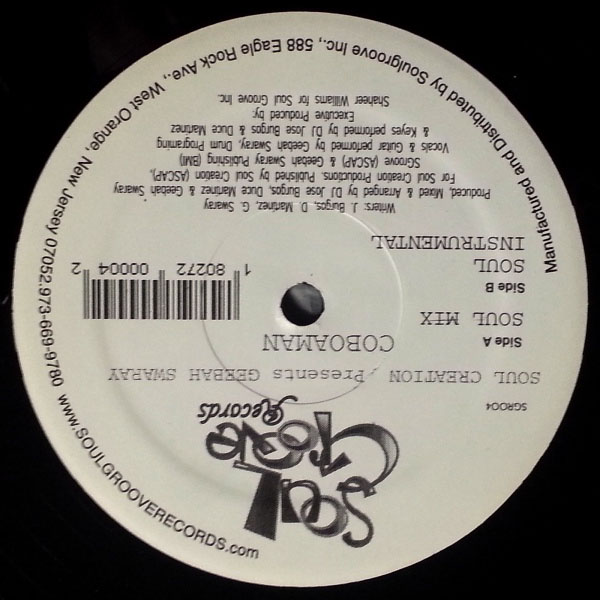 Soul
Groove
Records
SGRO04
SOUL CREATION Presents GEEBAH SWARAY
COBOAMAN
Side A
SOUL MIX
Side B
SOUL
INSTRUMENTAL
1 80272 00004 2
Writers: J. Burgos, D. Martinez, G. Swaray
Produced, Mixed & Arranged by DJ Jose Burgos, Duce Martinez & Geebah Swaray
For Soul Creation Productions. Published by Soul Creation (ASCAP),
SGroove (ASCAP) & Geebah Swaray Publishing (BMI)
Vocals & Guitar performed by Geebah Swaray, Drum Programing
& Keyes performed by DJ Jose Burgos & Duce Martinez
Executive Produced by:
Shaheer Williams for Soul Groove Inc.
Manufactured and Distributed by Soulgroove Inc., 588 Eagle Rock Ave., West Orange, New Jersey 07052.973-669-9780 www.SOULGROOVERECORDS.com